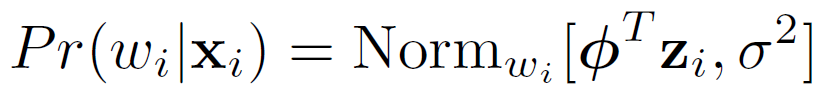 Pr(w_i|𝐱_i) = Norm_{w_i}[𝝓^T 𝐳_i, σ^2]